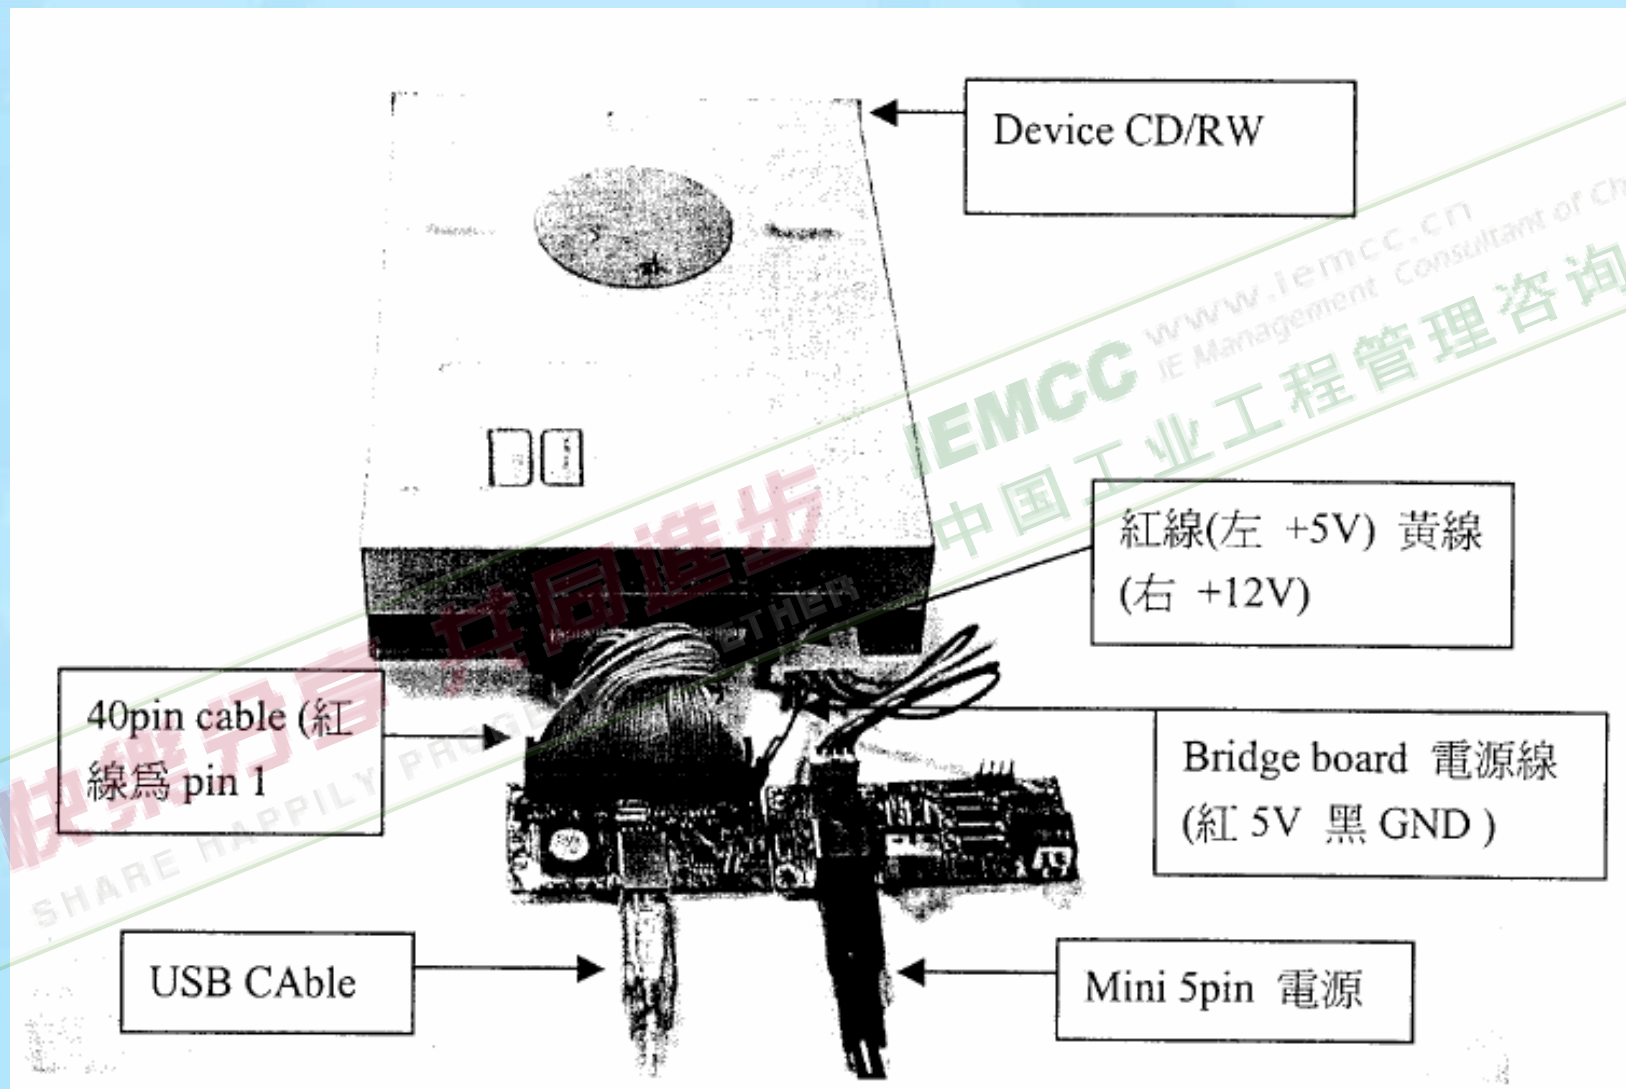 Device CD/RW
www.iemcc.cn
IE Management Consultant of Ch
IEMCC
中国工业工程管理咨询
紅線(左 +5V) 黃線
(右 +12V)
快樂分享 共同進步
SHARE HAPPILY PROGE ETHER
40pin cable (紅
線爲 pin 1
Bridge board 電源線
(紅 5V 黑 GND )
USB CAble
Mini 5pin 電源